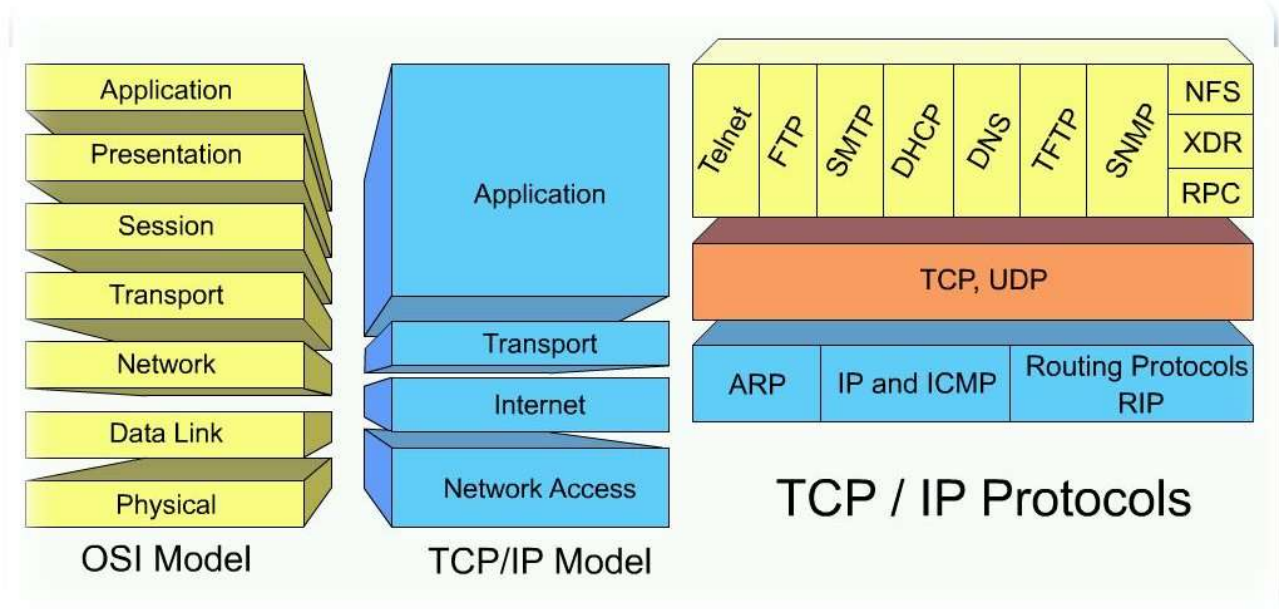 Application
Presentation
Session
Transport
Network
Data Link
Physical
OSI Model
Application
Transport
Internet
Network Access
TCP/IP Model
Telnet
FTP
SMTP
DHCP
DNS
TFTP
SNMP
NFS
XDR
RPC
TCP, UDP
ARP
IP and ICMP
Routing Protocols
RIP
TCP / IP Protocols